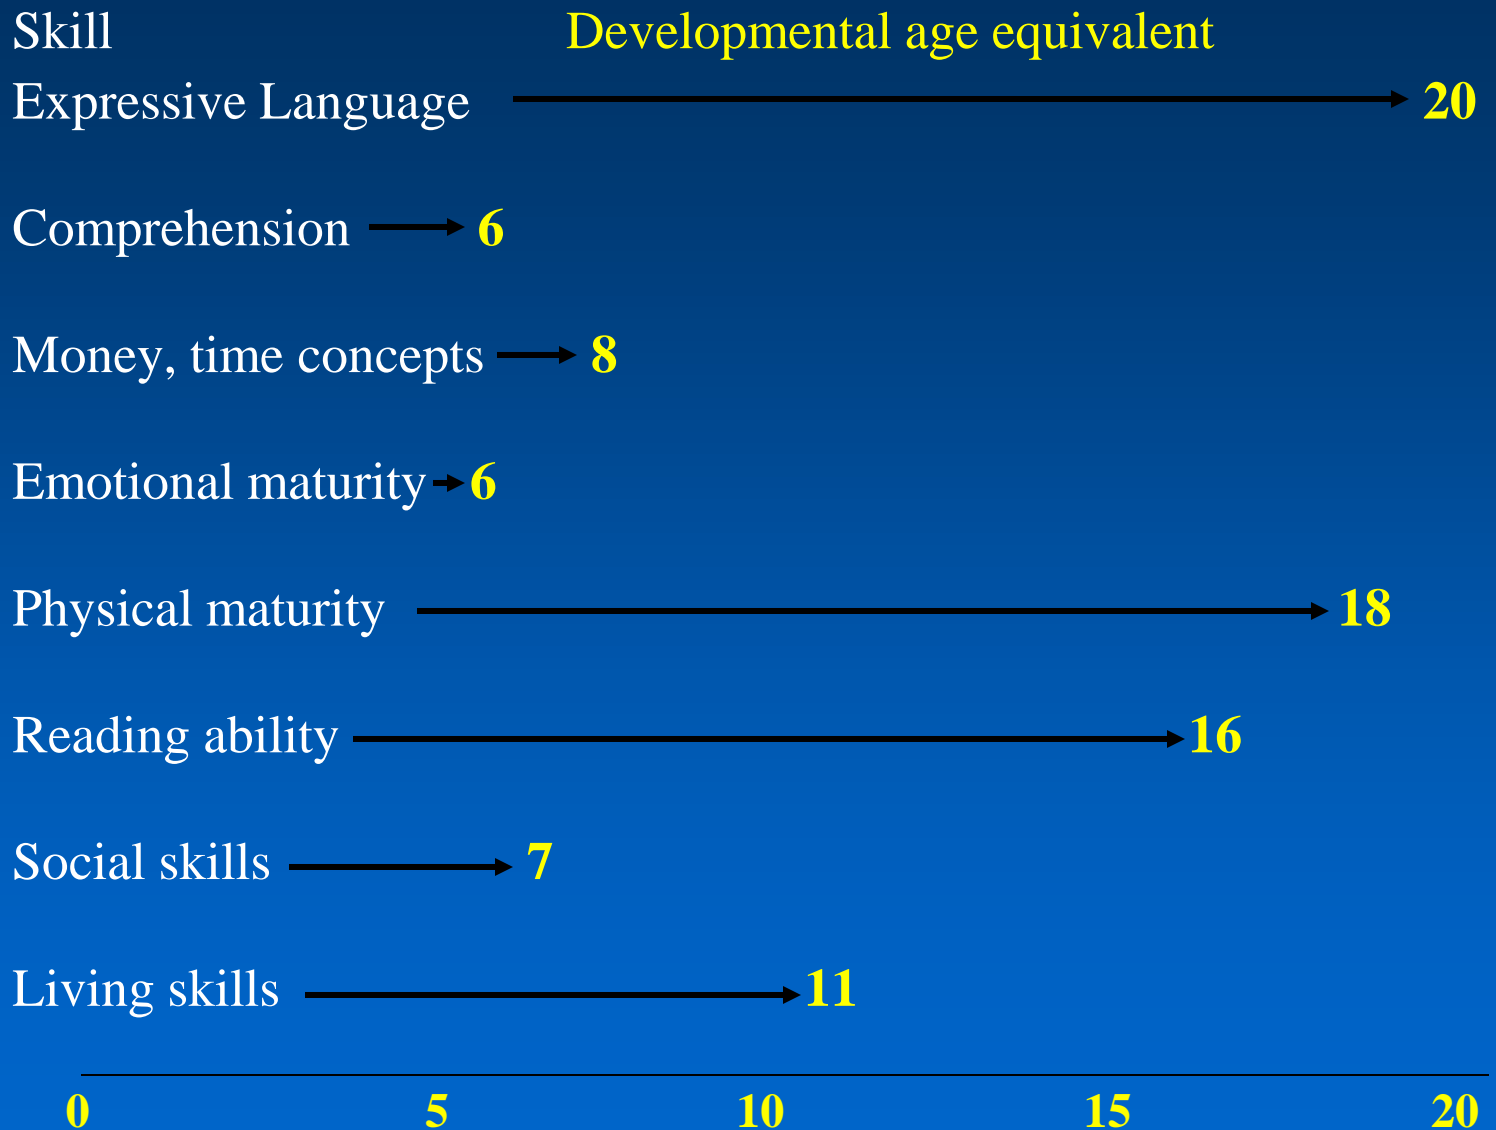 Skill Developmental age equivalent
Expressive Language 20
Comprehension 6
Money, time concepts 8
Emotional maturity 6
Physical maturity 18
Reading ability 16
Social skills 7
Living skills 11
0 5 10 15 20